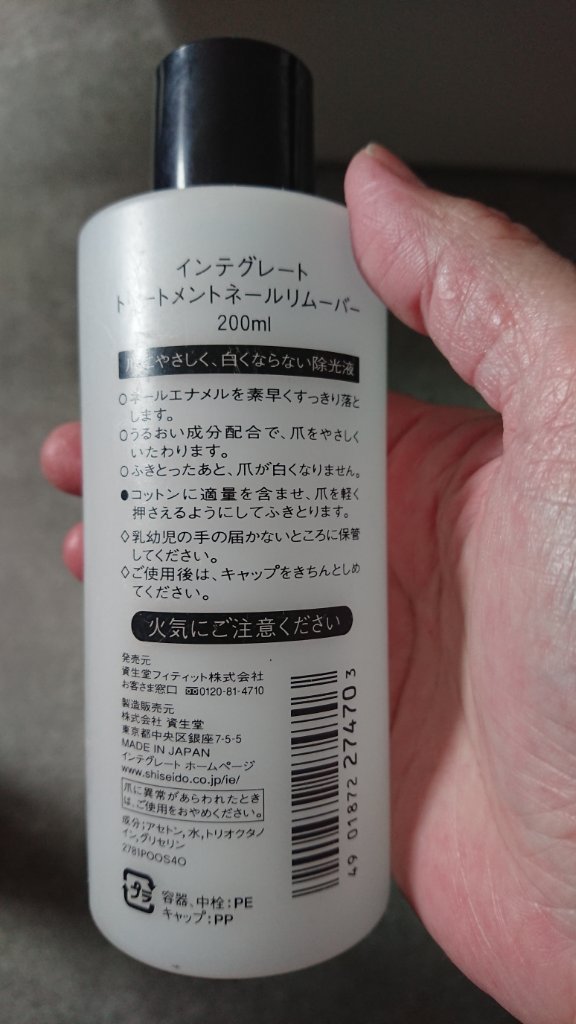 インテグレート
トリートメントネールリムーバー
200ml
爪にやさしく、白くならない除光液
○ネールエナメルを素早くすっきり落と
します。
○うるおい成分配合で、爪をやさしく
いたわります。
○ふきとったあと、爪が白くなりません。
●コットンに適量を含ませ、爪を軽く
押さえるようにしてふきとります。
◇乳幼児の手の届かないところに保管
してください。
◇ご使用後は、キャップをきちんとしめ
てください。
火気にご注意ください
発売元
資生堂フィティット株式会社
お客さま窓口 0120-81-4710
製造販売元
株式会社 資生堂
東京都中央区銀座7-5-5
MADE IN JAPAN
インテグレート ホームページ
www.shiseido.co.jp/ie/
爪に異常があらわれたとき
は、ご使用をおやめください。
成分;アセトン,水,トリオクタノ
イン,グリセリン
2781POOS4O
プラ
容器、中栓:PE
キャップ:PP
49 01872 274703